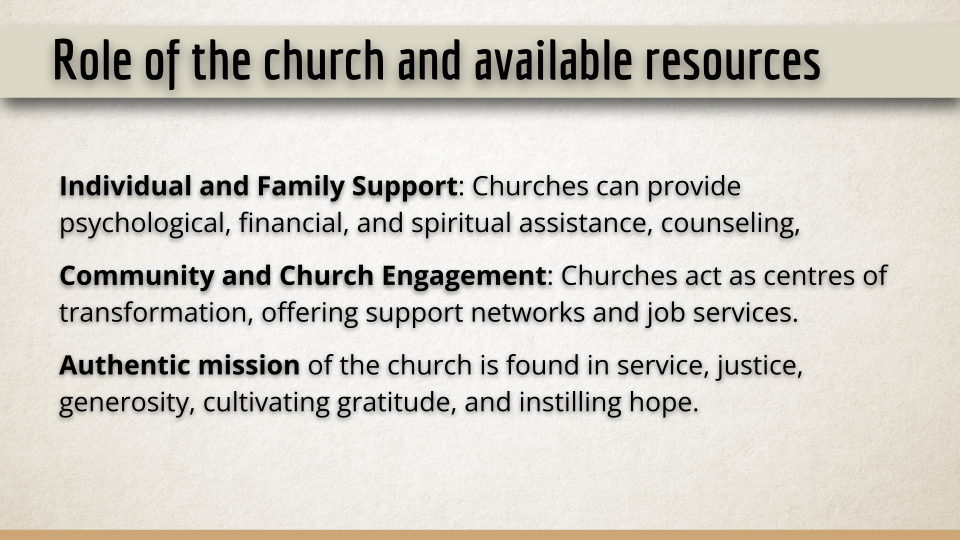 Role of the church and available resources
Individual and Family Support: Churches can provide
psychological, financial, and spiritual assistance, counseling,
Community and Church Engagement: Churches act as centres of
transformation, offering support networks and job services.
Authentic mission of the church is found in service, justice,
generosity, cultivating gratitude, and instilling hope.